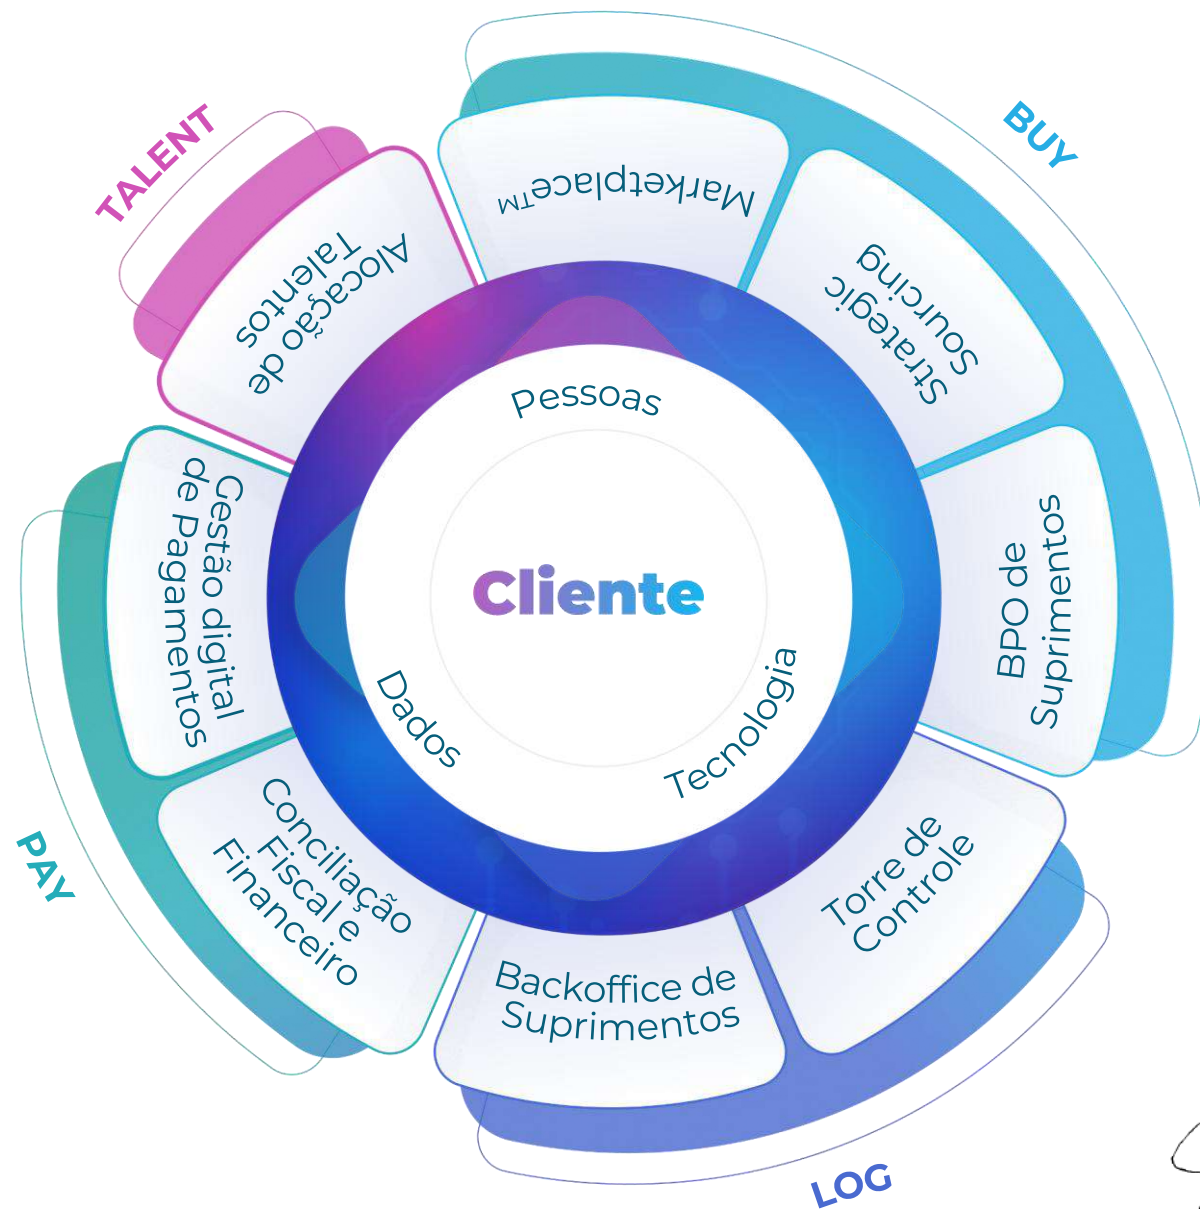 TALENT
BUY
Marketplace™
Alocação de
Talentos
Strategic
Sourcing
Pessoas
Gestão digital
de Pagamentos
BPO de
Suprimentos
Cliente
Dados
Tecnologia
Conciliação
Fiscal e
Financeiro
Torre de
Controle
PAY
Backoffice de
Suprimentos
LOG